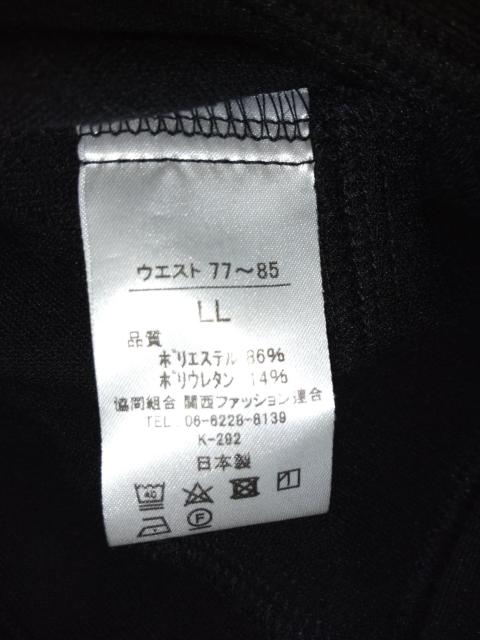 ウエスト 77〜85
LL
品質
ポリエステル 86%
ポリウレタン 14%
協同組合 関西ファッション連合
TEL.06-6228-8139
K-292
日本製
40
F